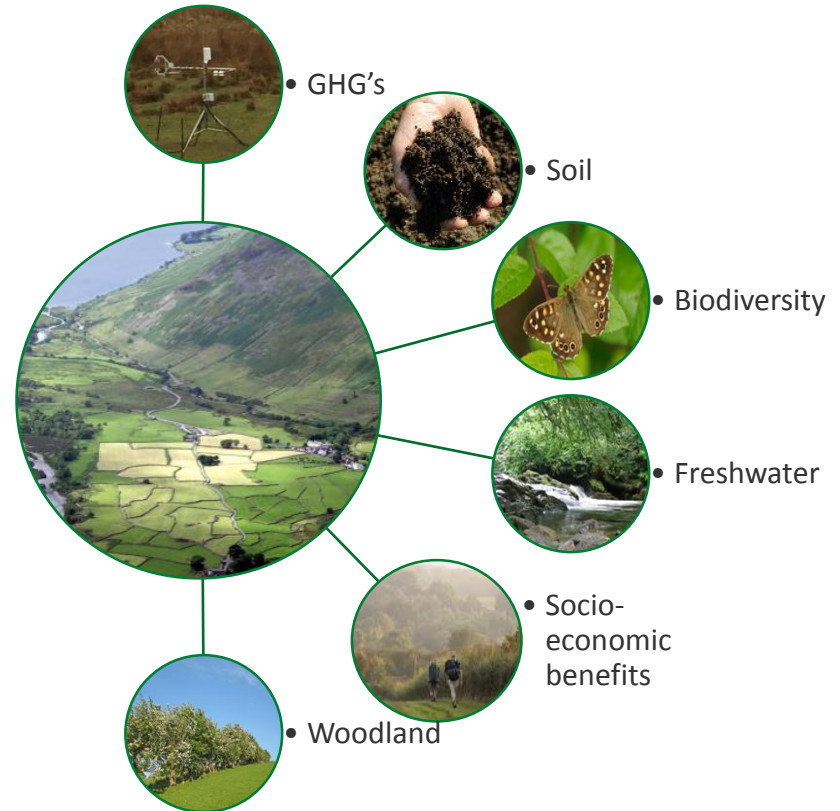 • GHG's
• Soil
• Biodiversity
• Freshwater
• Socio-
economic
benefits
• Woodland